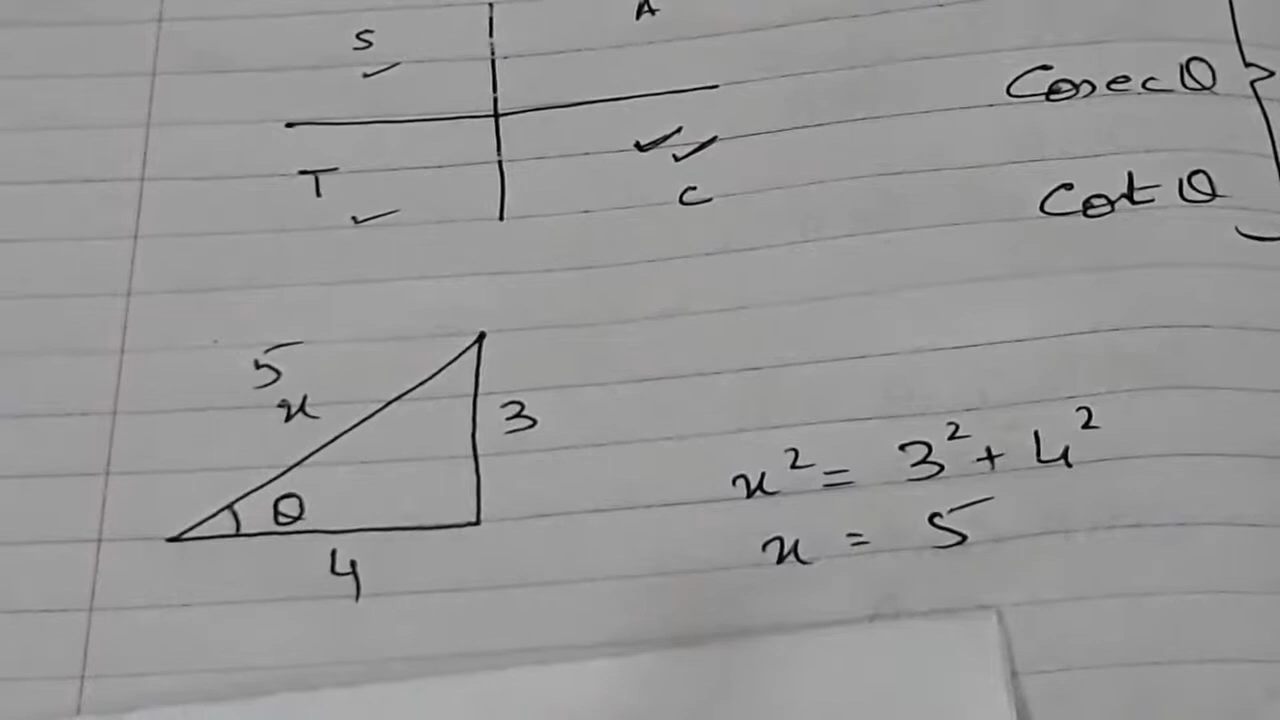 S A
Cosec θ
T C
Cot θ
5
x
3
θ
4
x² = 3² + 4²
x = 5